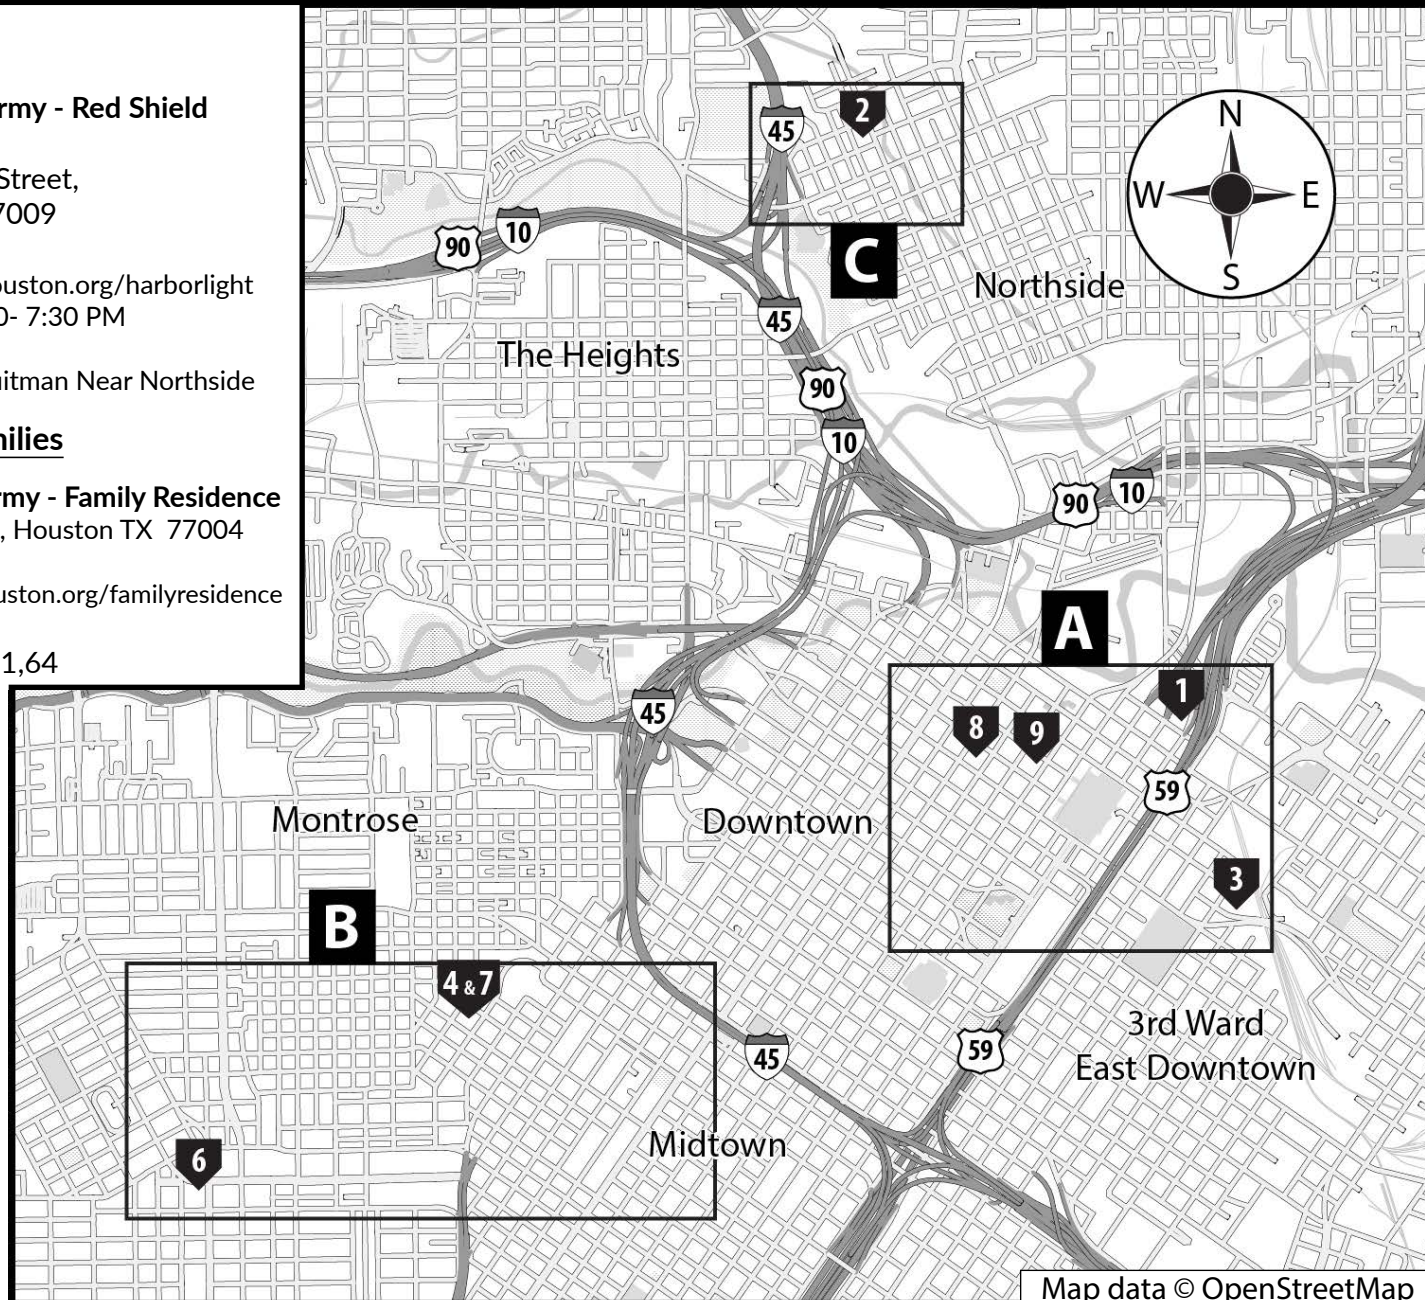 rmy - Red Shield
Street,
7009
ouston.org/harborlight
0- 7:30 PM
uitman Near Northside
nilies
rmy - Family Residence
, Houston TX  77004
uston.org/familyresidence
1,64
45
2
C
N
W E
S
90
10
Northside
45
The Heights
90
10
90
10
A
1
8
9
45
59
Montrose
Downtown
3
B
4 & 7
45
59
3rd Ward
East Downtown
Midtown
6
Map data © OpenStreetMap